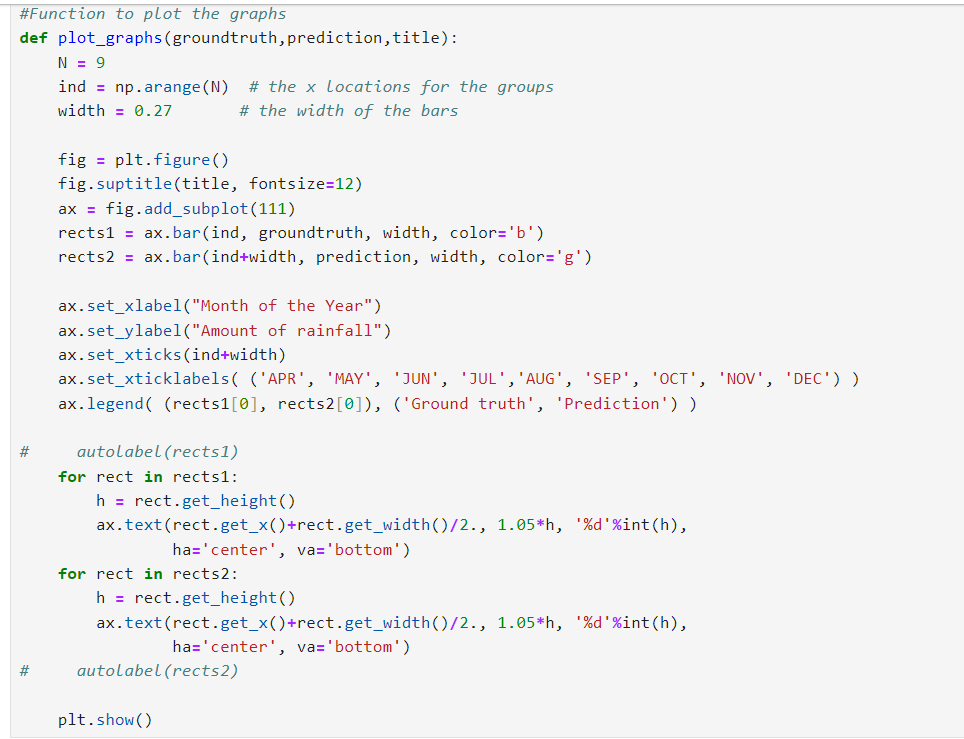 #Function to plot the graphs
def plot_graphs(groundtruth,prediction,title):
    N = 9
    ind = np.arange(N)  # the x locations for the groups
    width = 0.27       # the width of the bars

    fig = plt.figure()
    fig.suptitle(title, fontsize=12)
    ax = fig.add_subplot(111)
    rects1 = ax.bar(ind, groundtruth, width, color='b')
    rects2 = ax.bar(ind+width, prediction, width, color='g')

    ax.set_xlabel("Month of the Year")
    ax.set_ylabel("Amount of rainfall")
    ax.set_xticks(ind+width)
    ax.set_xticklabels( ('APR', 'MAY', 'JUN', 'JUL','AUG', 'SEP', 'OCT', 'NOV', 'DEC') )
    ax.legend( (rects1[0], rects2[0]), ('Ground truth', 'Prediction') )

#     autolabel(rects1)
    for rect in rects1:
        h = rect.get_height()
        ax.text(rect.get_x()+rect.get_width()/2., 1.05*h, '%d'%int(h),
                ha='center', va='bottom')
    for rect in rects2:
        h = rect.get_height()
        ax.text(rect.get_x()+rect.get_width()/2., 1.05*h, '%d'%int(h),
                ha='center', va='bottom')
#     autolabel(rects2)

    plt.show()